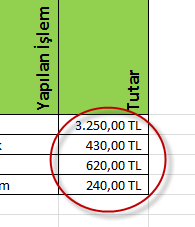 Yapılan İşlem
Tutar
3.250,00 TL
430,00 TL
620,00 TL
240,00 TL